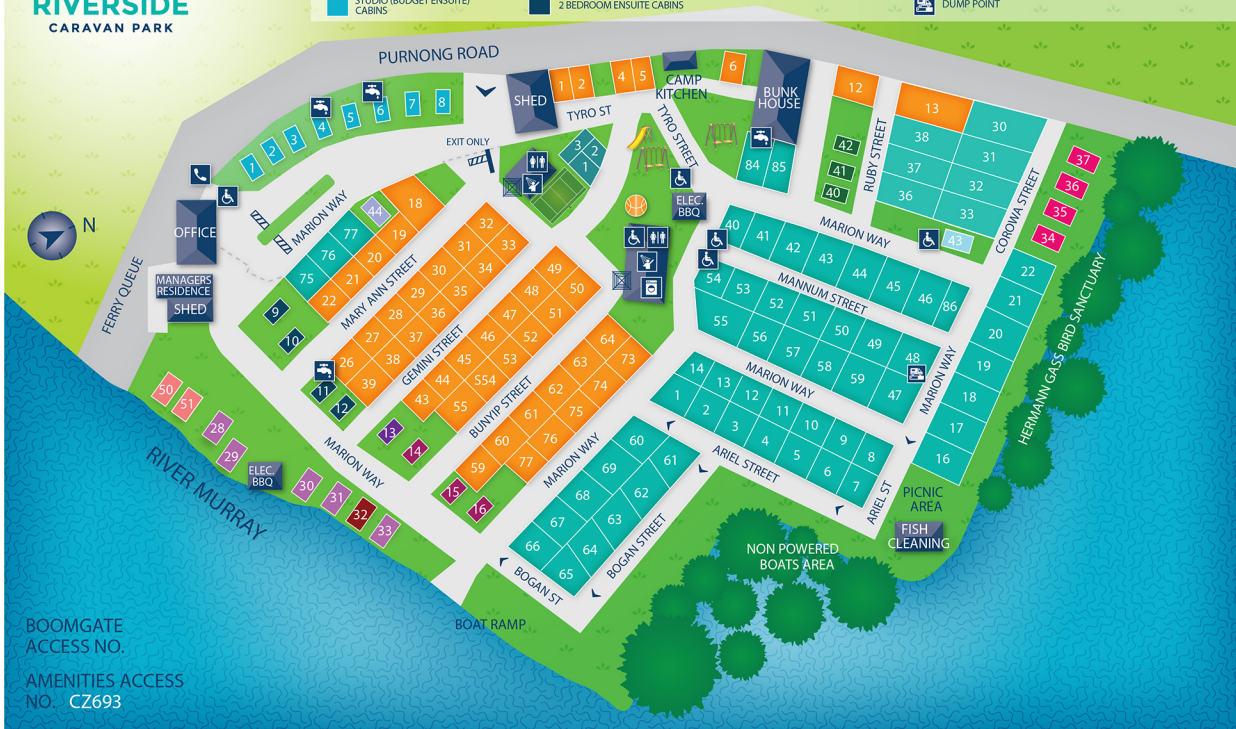 RIVERSIDE
CARAVAN PARK
STUDIO (BUDGET ENSUITE)
CABINS
2 BEDROOM ENSUITE CABINS
DUMP POINT
PURNONG ROAD
SHED
1 2
4 5
CAMP
KITCHEN
6
BUNK
HOUSE
12
13
30
TYRO ST
TYRO STREET
EXIT ONLY
1 2 3 4 5 6 7 8
3 2
1
84 85
42
41
40
RUBY STREET
38
31
37
32
36
33
43
COROWA STREET
37
36
35
34
HERMANN GASS BIRD SANCTUARY
N
OFFICE
FERRY QUEUE
MANAGERS
RESIDENCE
SHED
MARION WAY
44
77
76
75
18
19
20
21
22
MARY ANN STREET
9
10
11
12
32
31 33
30 34
29 35
28 36
27 37
26 38
39
GEMINI STREET
49
48 50
47 51
46 52
45 53
44 S54
43 55
BUNYIP STREET
64
63 73
62 74
61 75
60 76
59 77
13
14
15
16
ELEC.
BBQ
MARION WAY
40 41 42 43 44 45 46 86
MANNUM STREET
54 53 52 51 50 49 48
55 56 57 58 59 47
MARION WAY
14 13 12 11 10 9 8
1 2 3 4 5 6 7
ARIEL STREET
ARIEL ST
MARION WAY
22
21
20
19
18
17
16
PICNIC
AREA
FISH
CLEANING
MARION WAY
60 61
69 62
68 63
67 64
66 65
BOGAN STREET
BOGAN ST
MARION WAY
50
51
28
29
ELEC.
BBQ
30
31
32
33
RIVER MURRAY
NON POWERED
BOATS AREA
BOAT RAMP
BOOMGATE
ACCESS NO.
AMENITIES ACCESS
NO. CZ693